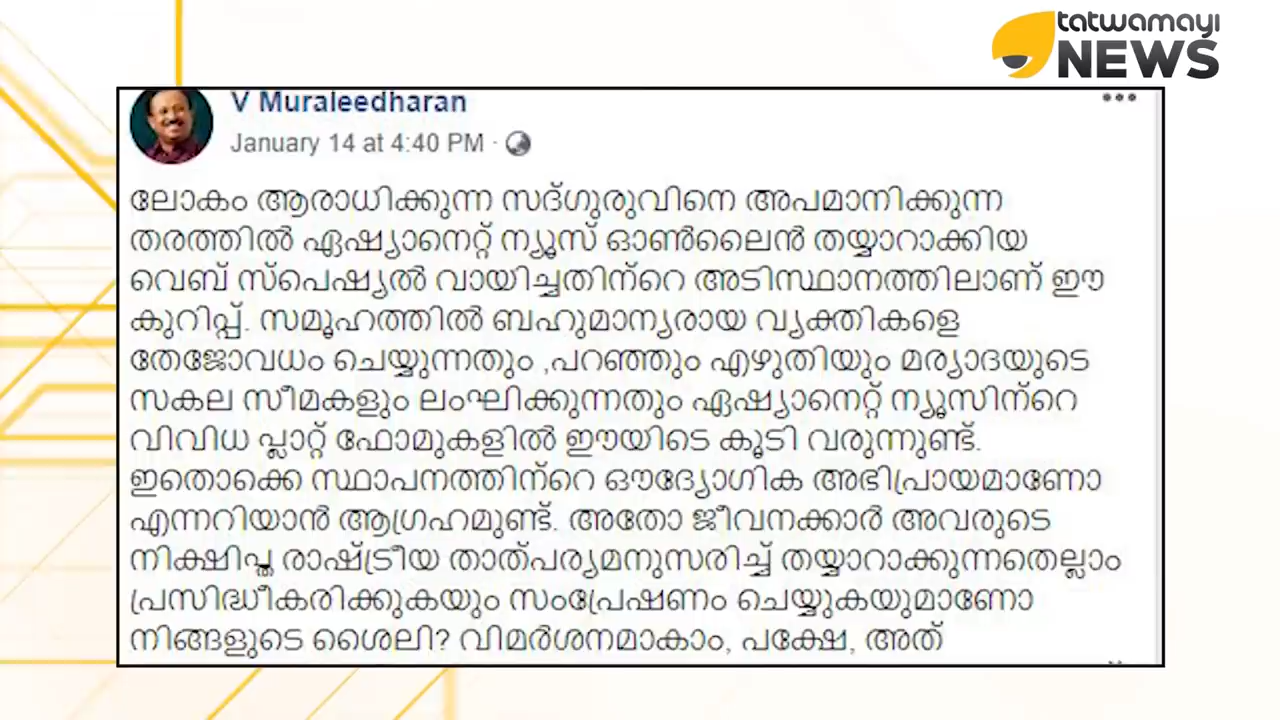 tatwamayi
NEWS
V Muraleedharan
January 14 at 4:40 PM ·
ലോകം ആരാധിക്കുന്ന സദ്ഗുരുവിനെ അപമാനിക്കുന്ന
തരത്തിൽ ഏഷ്യാനെറ്റ് ന്യൂസ് ഓൺലൈൻ തയ്യാറാക്കിയ
വെബ് സ്പെഷ്യൽ വായിച്ചതിന്റെ അടിസ്ഥാനത്തിലാണ് ഈ
കുറിപ്പ്. സമൂഹത്തിൽ ബഹുമാന്യരായ വ്യക്തികളെ
തേജോവധം ചെയ്യുന്നതും ,പറഞ്ഞും എഴുതിയും മര്യാദയുടെ
സകല സീമകളും ലംഘിക്കുന്നതും ഏഷ്യാനെറ്റ് ന്യൂസിന്റെ
വിവിധ പ്ലാറ്റ് ഫോമുകളിൽ ഈയിടെ കൂടി വരുന്നുണ്ട്.
ഇതൊക്കെ സ്ഥാപനത്തിന്റെ ഔദ്യോഗിക അഭിപ്രായമാണോ
എന്നറിയാൻ ആഗ്രഹമുണ്ട്. അതോ ജീവനക്കാർ അവരുടെ
നിക്ഷിപ്ത രാഷ്ട്രീയ താത്പര്യമനുസരിച്ച് തയ്യാറാക്കുന്നതെല്ലാം
പ്രസിദ്ധീകരിക്കുകയും സംപ്രേഷണം ചെയ്യുകയുമാണോ
നിങ്ങളുടെ ശൈലി? വിമർശനമാകാം, പക്ഷേ, അത്